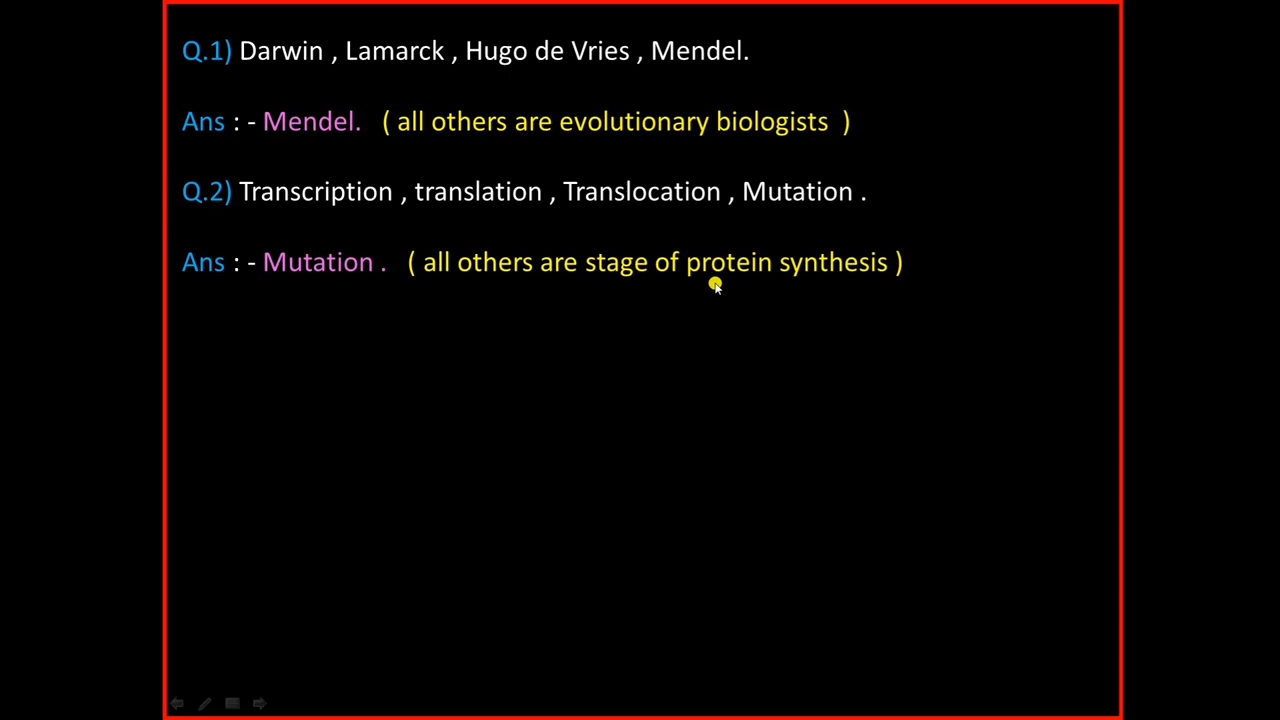 Q.1) Darwin , Lamarck , Hugo de Vries , Mendel.
Ans : - Mendel. ( all others are evolutionary biologists )
Q.2) Transcription , translation , Translocation , Mutation .
Ans : - Mutation . ( all others are stage of protein synthesis )